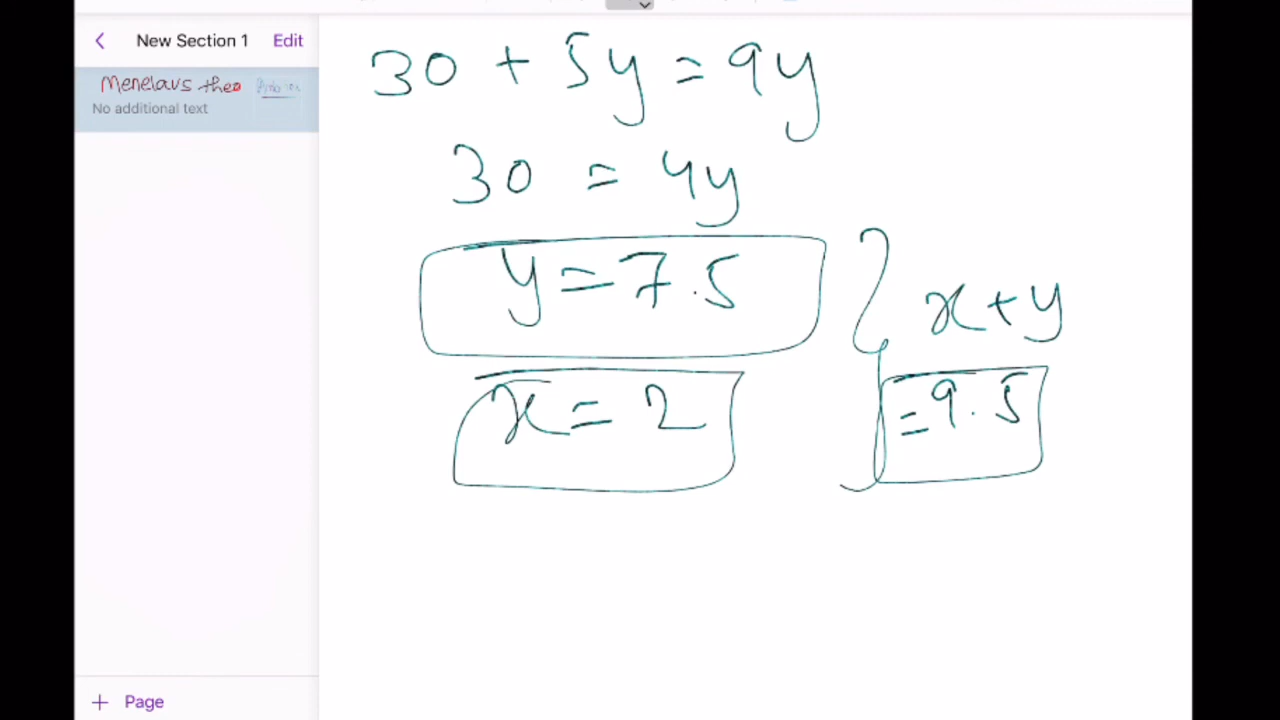 New Section 1 Edit
Menelaus theo
No additional text
30 + 5y = 9y
30 = 4y
y = 7.5
x + y
x = 2
= 9.5
+ Page